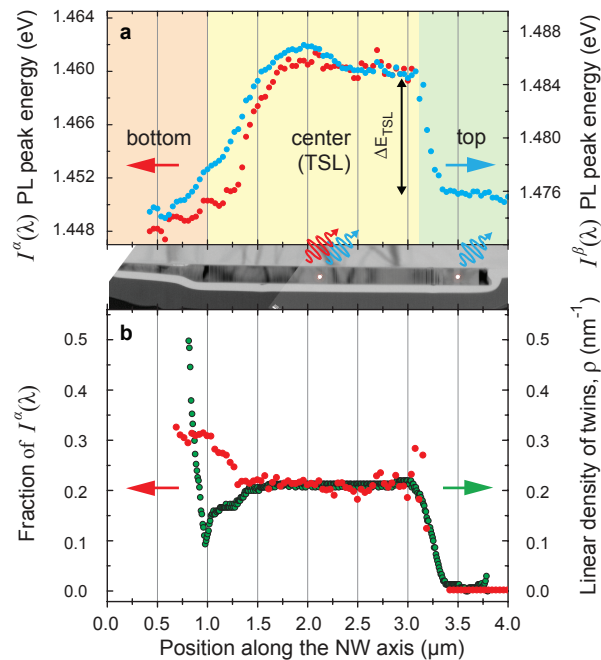 a
1.464
1.460
1.466
1.452
1.448
I^α(λ) PL peak energy (eV)
bottom
center
(TSL)
ΔE_TSL
top
1.488
1.484
1.480
1.476
I^β(λ) PL peak energy (eV)
b
0.5
0.4
0.3
0.2
0.1
0.0
Fraction of I^α(λ)
0.5
0.4
0.3
0.2
0.1
0.0
Linear density of twins, ρ (nm⁻¹)
0.0 0.5 1.0 1.5 2.0 2.5 3.0 3.5 4.0
Position along the NW axis (µm)